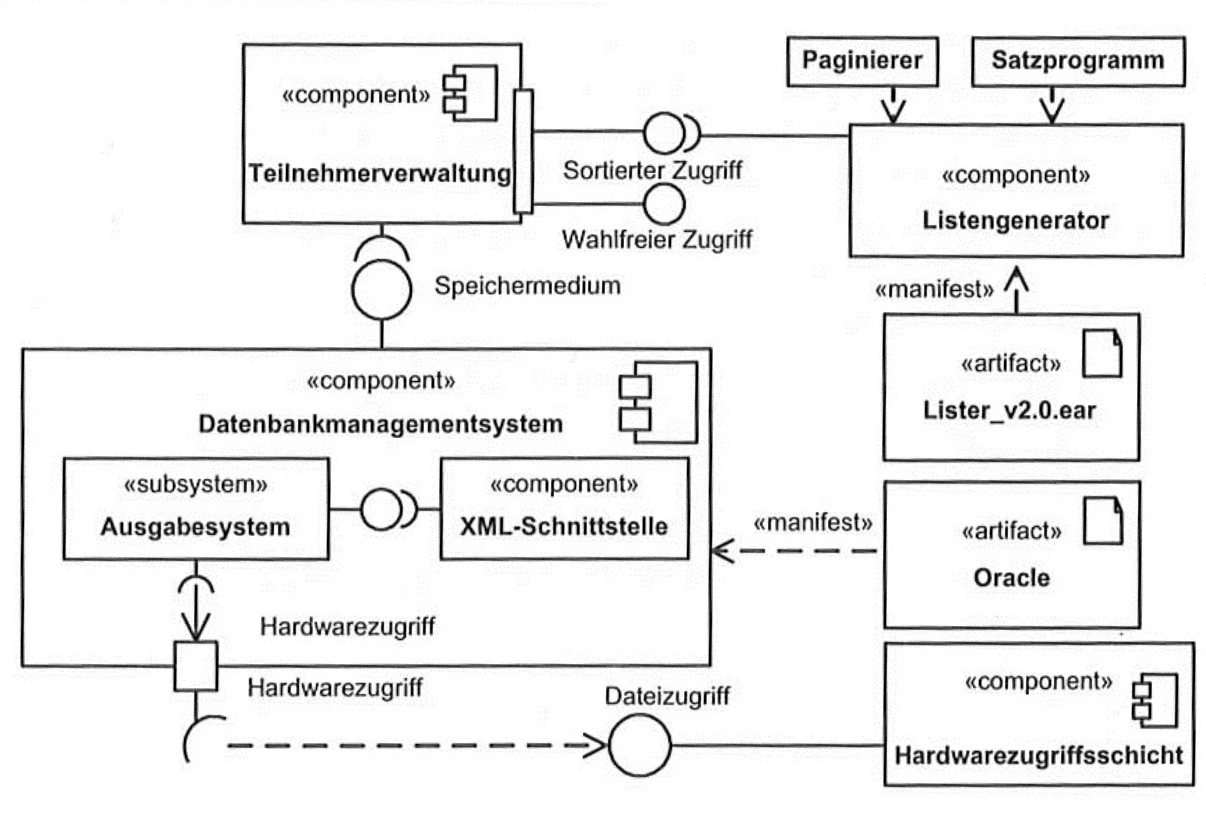 «component»
Teilnehmerverwaltung
Sortierter Zugriff
Wahlfreier Zugriff
Paginierer
Satzprogramm
«component»
Listengenerator
Speichermedium
«manifest»
«artifact»
Lister_v2.0.ear
«component»
Datenbankmanagementsystem
«subsystem»
Ausgabesystem
«component»
XML-Schnittstelle
«manifest»
«artifact»
Oracle
Hardwarezugriff
Hardwarezugriff
Dateizugriff
«component»
Hardwarezugriffsschicht